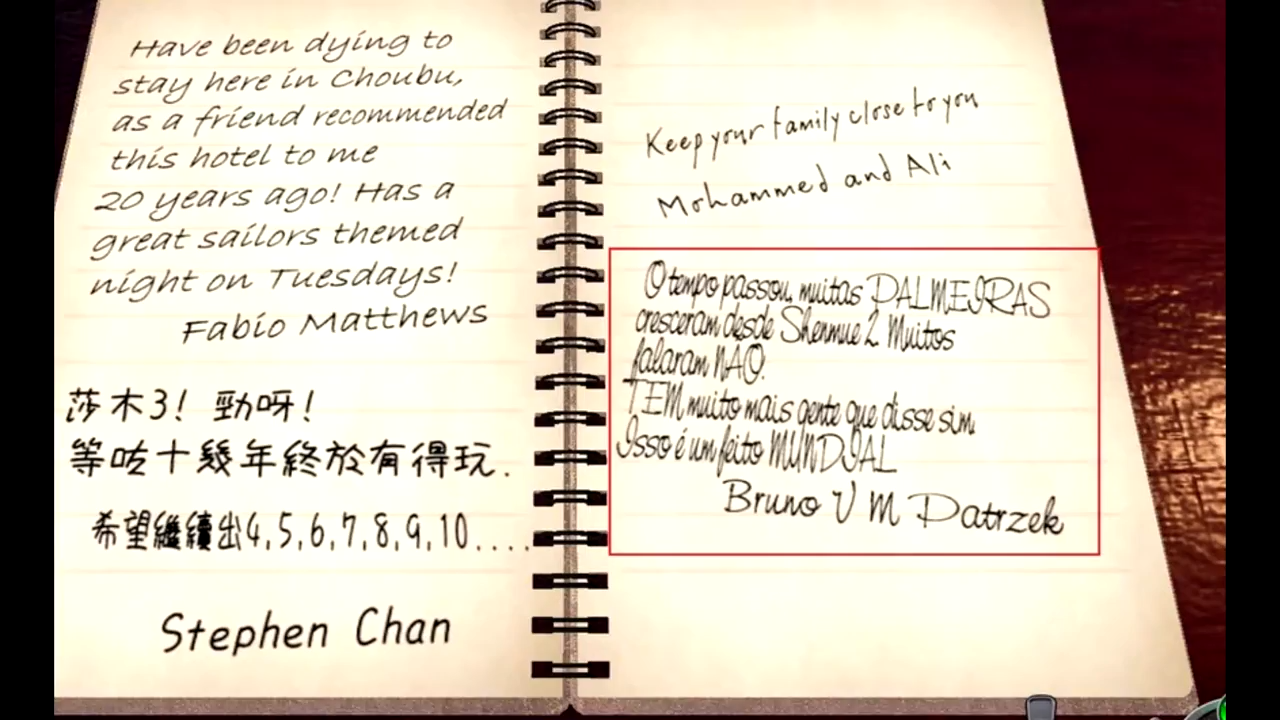 Have been dying to
stay here in Choubu,
as a friend recommended
this hotel to me
20 years ago! Has a
great sailors themed
night on Tuesdays!
Fabio Matthews
莎木3! 勁呀!
等咗十幾年終於有得玩.
希望繼續出4,5,6,7,8,9,10....
Stephen Chan
Keep your family close to you
Mohammed and Ali
O tempo passou, muitas PALMEIRAS
cresceram desde Shenmue 2. Muitos
falaram NAO.
TEM muito mais gente que disse sim.
Isso é um feito MUNDIAL
Bruno V M Patrzek